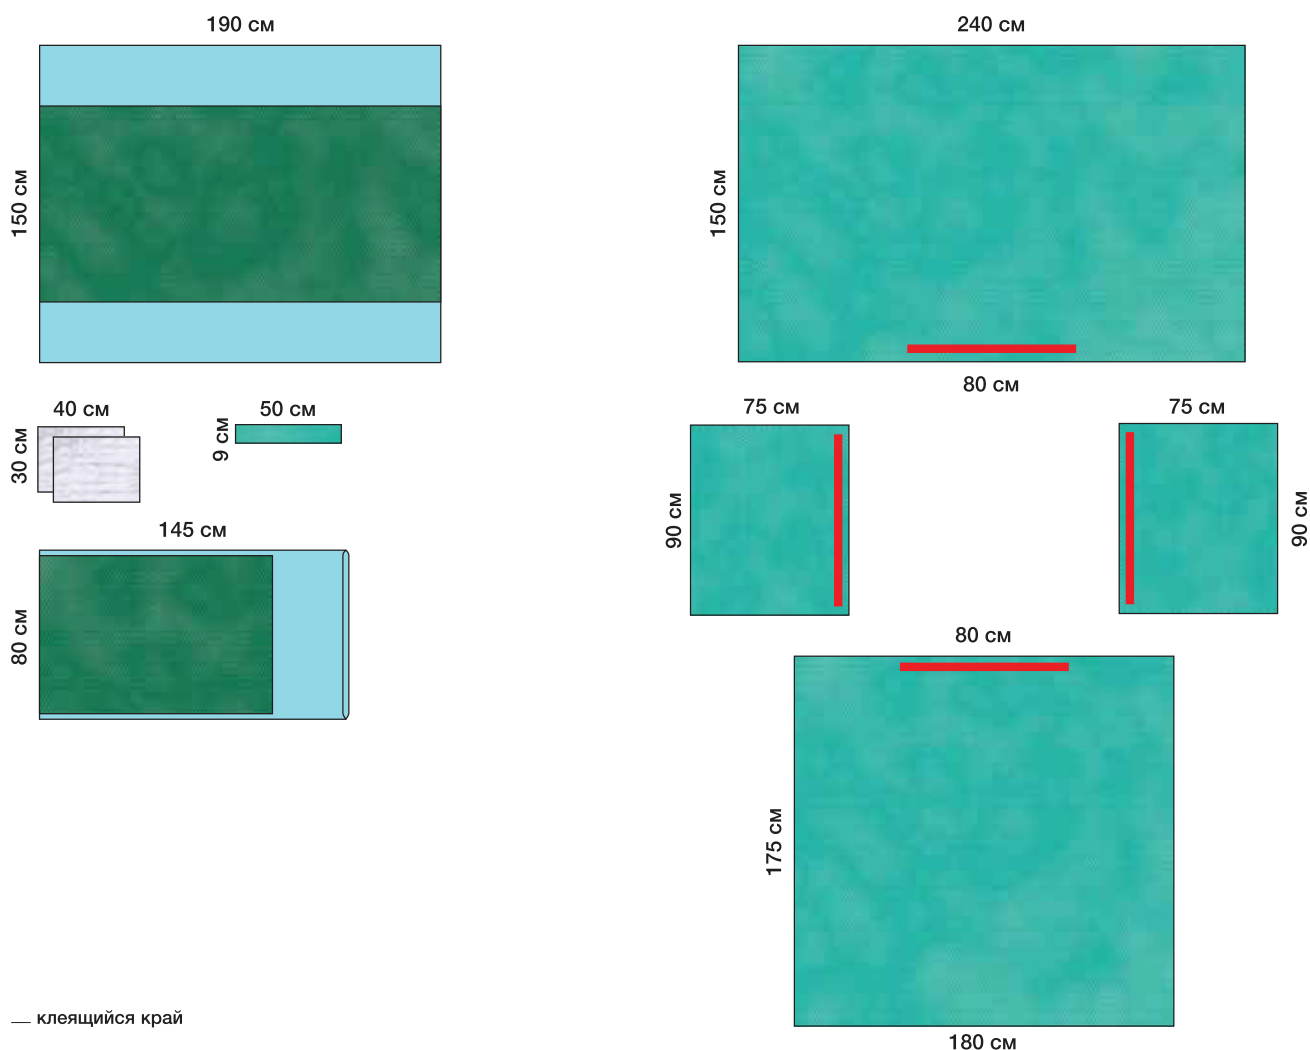 190 см
240 см
150 см
150 см
80 см
40 см
50 см
75 см
75 см
30 см
9 см
90 см
90 см
145 см
80 см
80 см
175 см
клеящийся край
180 см